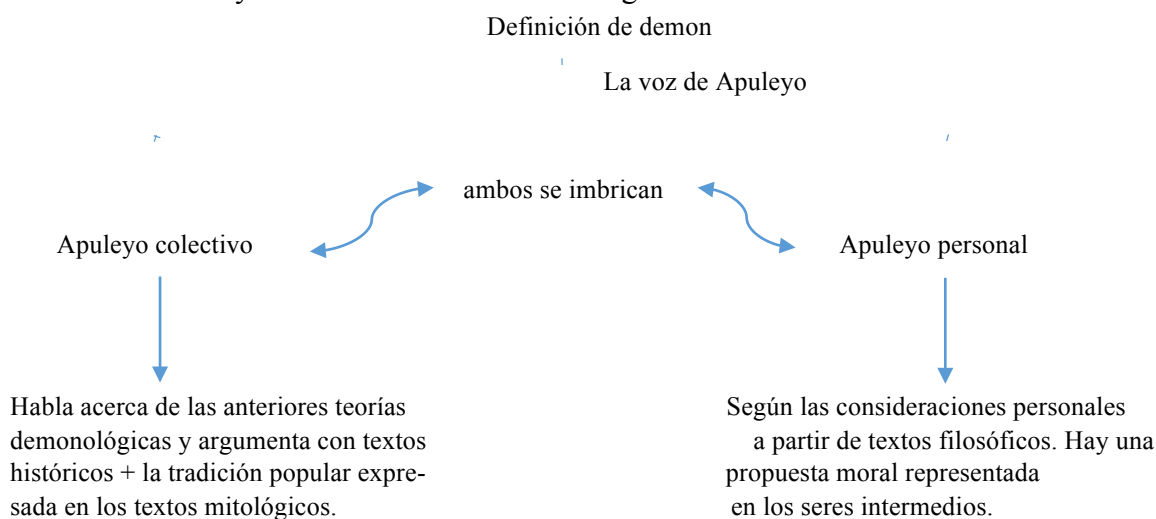 Definición de demon
La voz de Apuleyo
ambos se imbrican
Apuleyo colectivo
Apuleyo personal
Habla acerca de las anteriores teorías
demonológicas y argumenta con textos
históricos + la tradición popular expre-
sada en los textos mitológicos.
Según las consideraciones personales
a partir de textos filosóficos. Hay una
propuesta moral representada
en los seres intermedios.